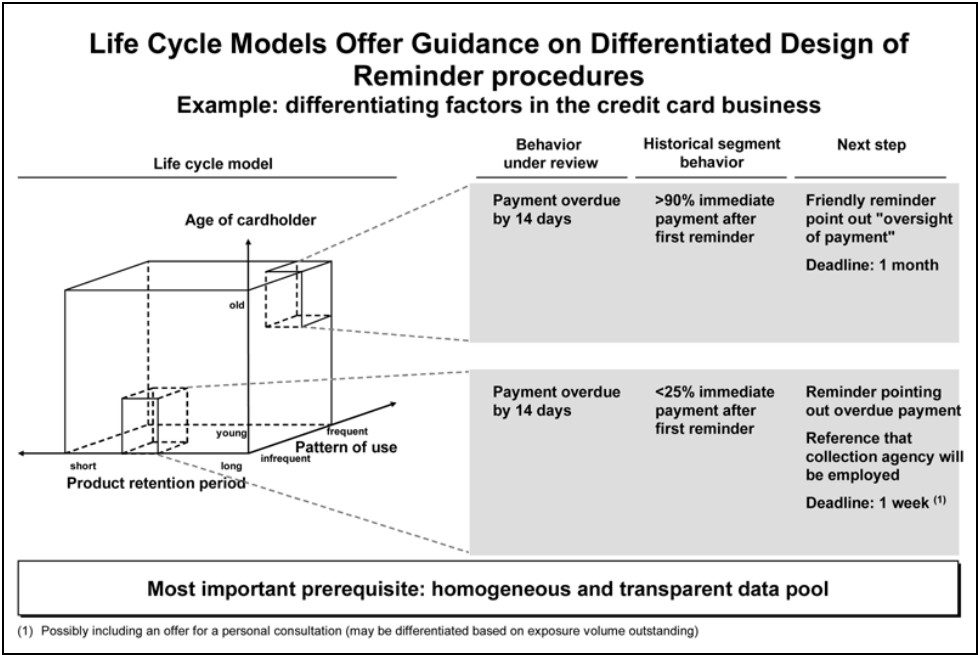 Life Cycle Models Offer Guidance on Differentiated Design of
Reminder procedures
Example: differentiating factors in the credit card business
Life cycle model
Behavior
under review
Historical segment
behavior
Next step
Age of cardholder
old
young
frequent
infrequent
Pattern of use
short
long
Product retention period
Payment overdue
by 14 days
>90% immediate
payment after
first reminder
Friendly reminder
point out "oversight
of payment"
Deadline: 1 month
Payment overdue
by 14 days
<25% immediate
payment after
first reminder
Reminder pointing
out overdue payment
Reference that
collection agency will
be employed
Deadline: 1 week (1)
Most important prerequisite: homogeneous and transparent data pool
(1) Possibly including an offer for a personal consultation (may be differentiated based on exposure volume outstanding)